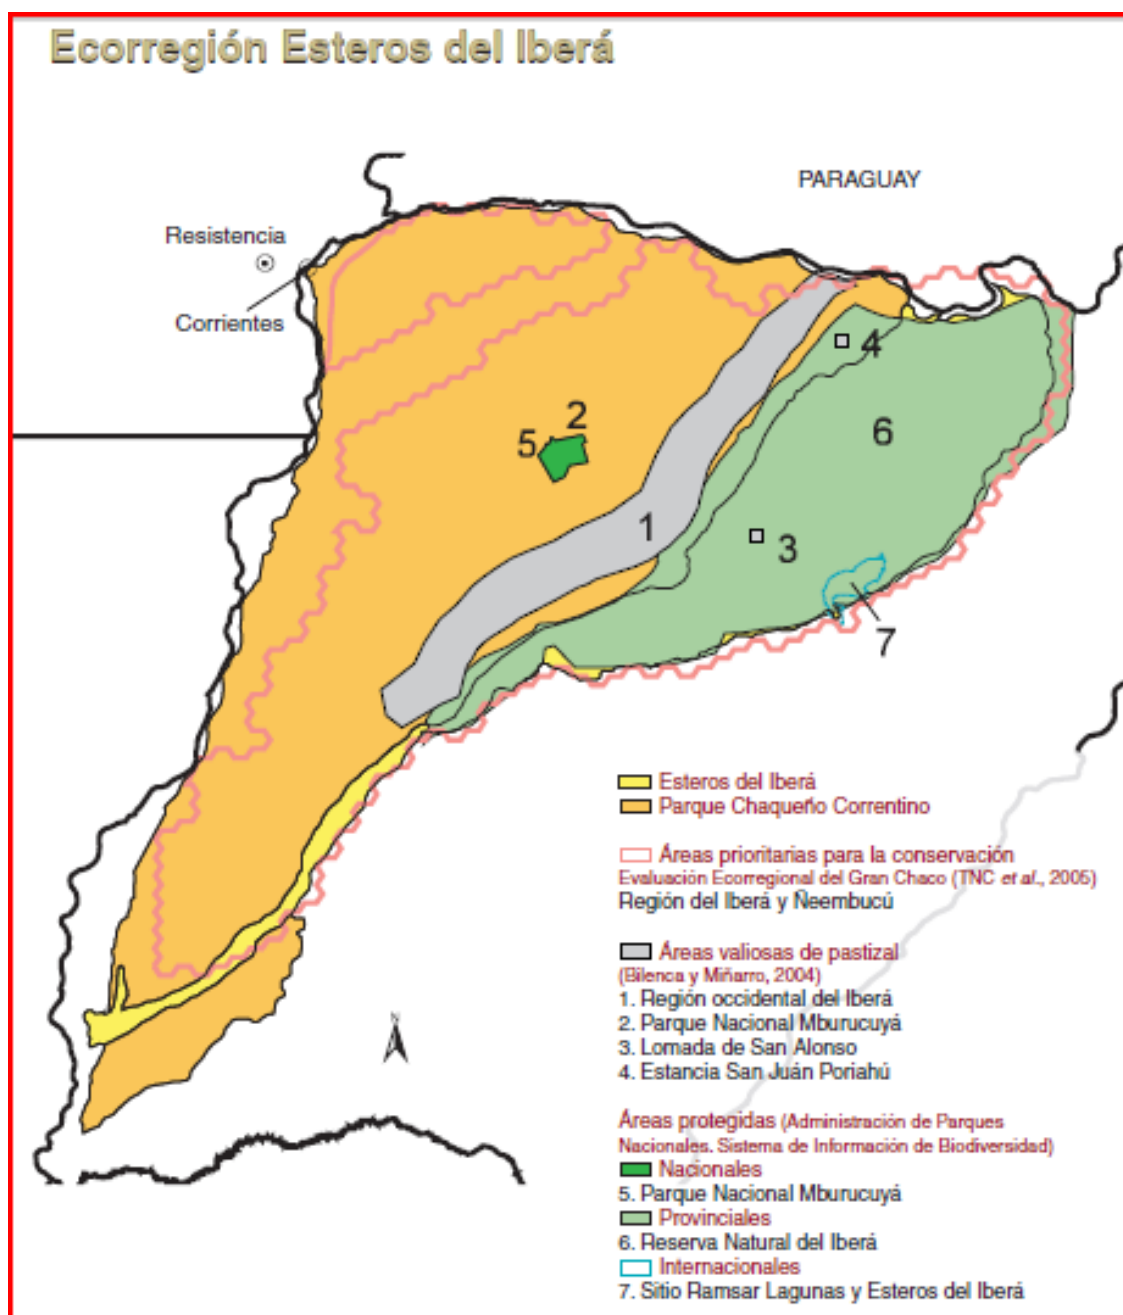 Ecorregión Esteros del Iberá
PARAGUAY
Resistencia
Corrientes
4
2
5
6
1
3
7
N
Esteros del Iberá
Parque Chaqueño Correntino
Áreas prioritarias para la conservación
Evaluación Ecorregional del Gran Chaco (TNC et al., 2005)
Región del Iberá y Ñeembucú
Áreas valiosas de pastizal
(Bilenca y Miñarro, 2004)
1. Región occidental del Iberá
2. Parque Nacional Mburucuyá
3. Lomada de San Alonso
4. Estancia San Juán Poriahú
Áreas protegidas (Administración de Parques
Nacionales. Sistema de Información de Biodiversidad)
Nacionales
5. Parque Nacional Mburucuyá
Provinciales
6. Reserva Natural del Iberá
Internacionales
7. Sitio Ramsar Lagunas y Esteros del Iberá